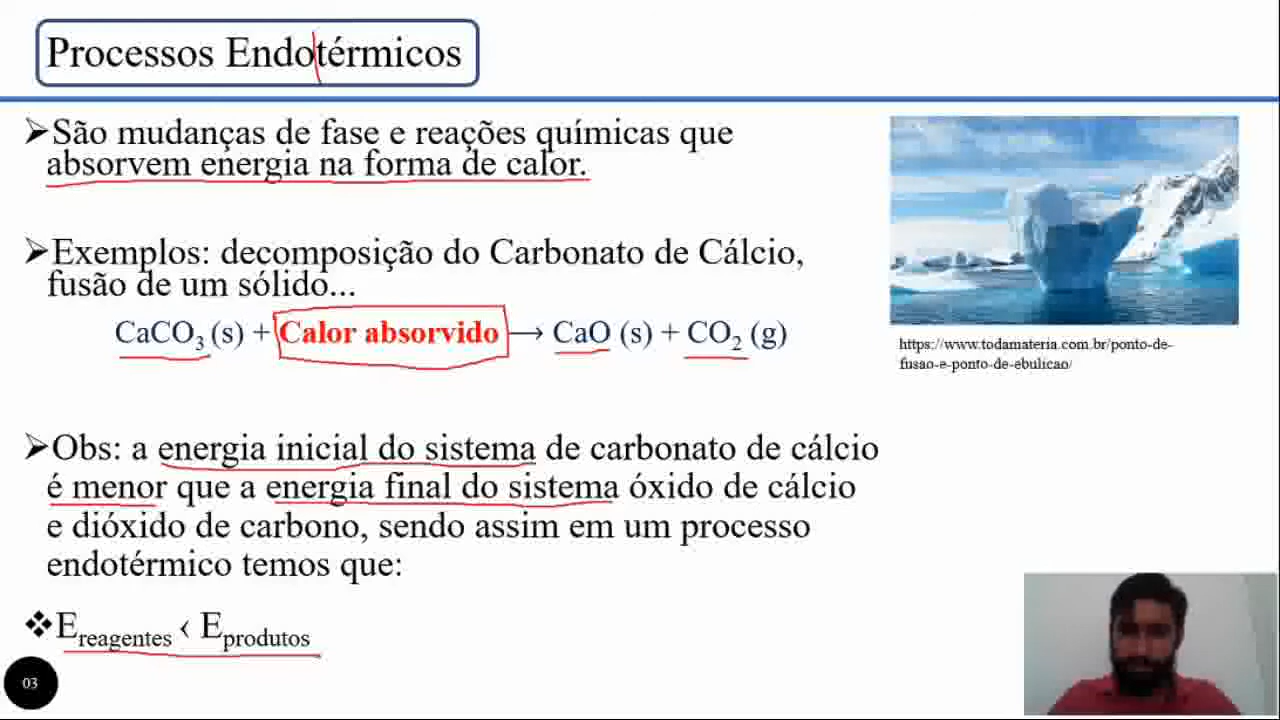 Processos Endotérmicos
➢São mudanças de fase e reações químicas que
absorvem energia na forma de calor.
➢Exemplos: decomposição do Carbonato de Cálcio,
fusão de um sólido...
CaCO₃ (s) + Calor absorvido ⟶ CaO (s) + CO₂ (g)
https://www.todamateria.com.br/ponto-de-
fusao-e-ponto-de-ebulicao/
➢Obs: a energia inicial do sistema de carbonato de cálcio
é menor que a energia final do sistema óxido de cálcio
e dióxido de carbono, sendo assim em um processo
endotérmico temos que:
❖E reagentes ‹ E produtos
03